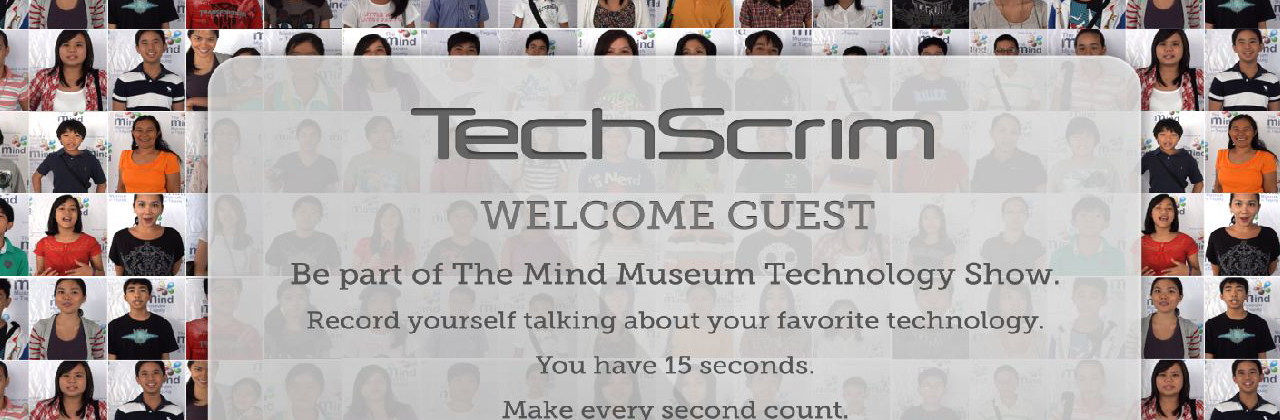 TechScrim
WELCOME GUEST
Be part of The Mind Museum Technology Show.
Record yourself talking about your favorite technology.
You have 15 seconds.
Make every second count.